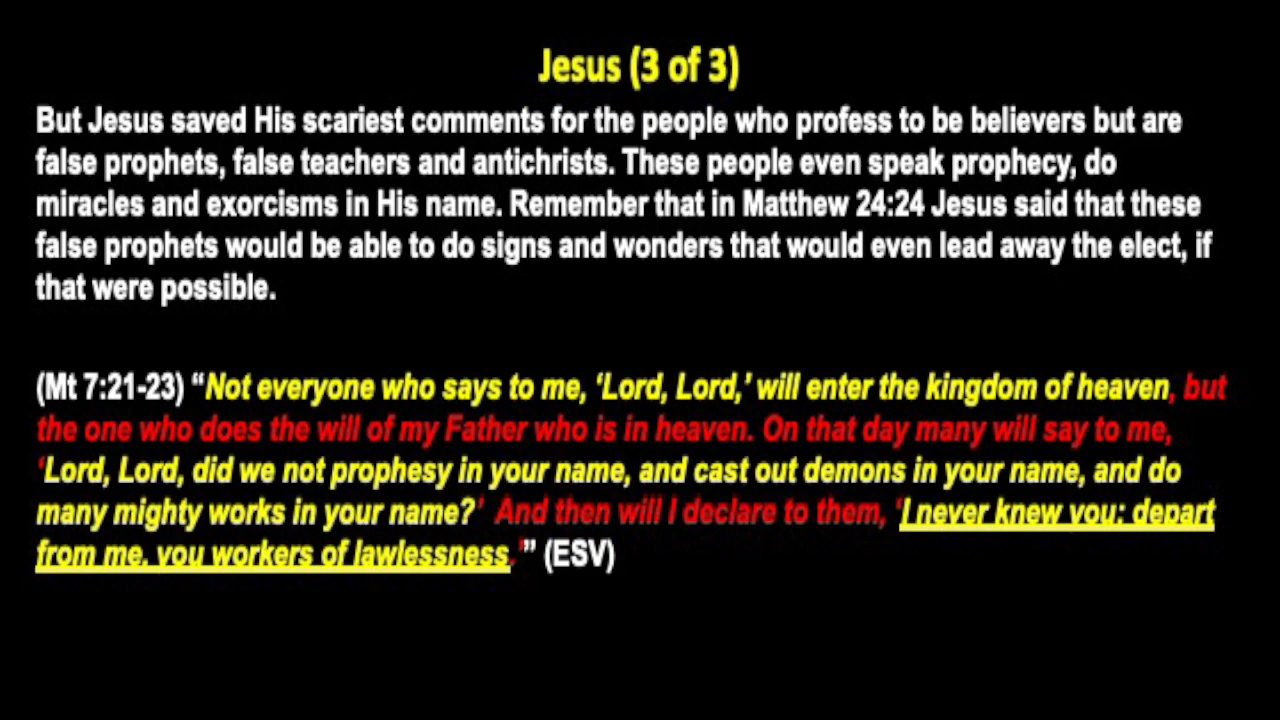 Jesus (3 of 3)
But Jesus saved His scariest comments for the people who profess to be believers but are
false prophets, false teachers and antichrists. These people even speak prophecy, do
miracles and exorcisms in His name. Remember that in Matthew 24:24 Jesus said that these
false prophets would be able to do signs and wonders that would even lead away the elect, if
that were possible.
(Mt 7:21-23) “Not everyone who says to me, ‘Lord, Lord,’ will enter the kingdom of heaven, but
the one who does the will of my Father who is in heaven. On that day many will say to me,
‘Lord, Lord, did we not prophesy in your name, and cast out demons in your name, and do
many mighty works in your name?’ And then will I declare to them, ‘I never knew you; depart
from me, you workers of lawlessness.’” (ESV)